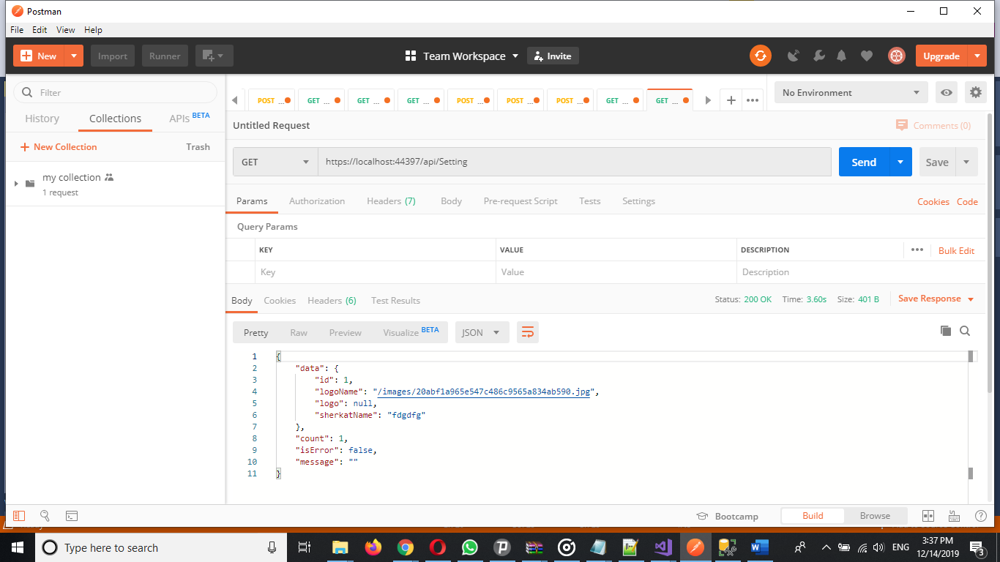 Postman
File Edit View Help
New Import Runner Team Workspace Invite Upgrade
Filter
History Collections APIs BETA
New Collection Trash
my collection
1 request
POST ... GET ... GET ... GET ... POST ... POST ... POST ... GET ... GET ... No Environment
Untitled Request Comments (0)
GET https://localhost:44397/api/Setting Send Save
Params Authorization Headers (7) Body Pre-request Script Tests Settings Cookies Code
Query Params
KEY VALUE DESCRIPTION Bulk Edit
Key Value Description
Body Cookies Headers (6) Test Results Status: 200 OK Time: 3.60s Size: 401 B Save Response
Pretty Raw Preview Visualize BETA JSON
1 {
2 "data": {
3 "id": 1,
4 "logoName": "/images/20abf1a965e547c486c9565a834ab590.jpg",
5 "logo": null,
6 "sherkatName": "fdgdfg"
7 },
8 "count": 1,
9 "isError": false,
10 "message": ""
11 }
Bootcamp Build Browse
Type here to search ENG 3:37 PM
12/14/2019 3